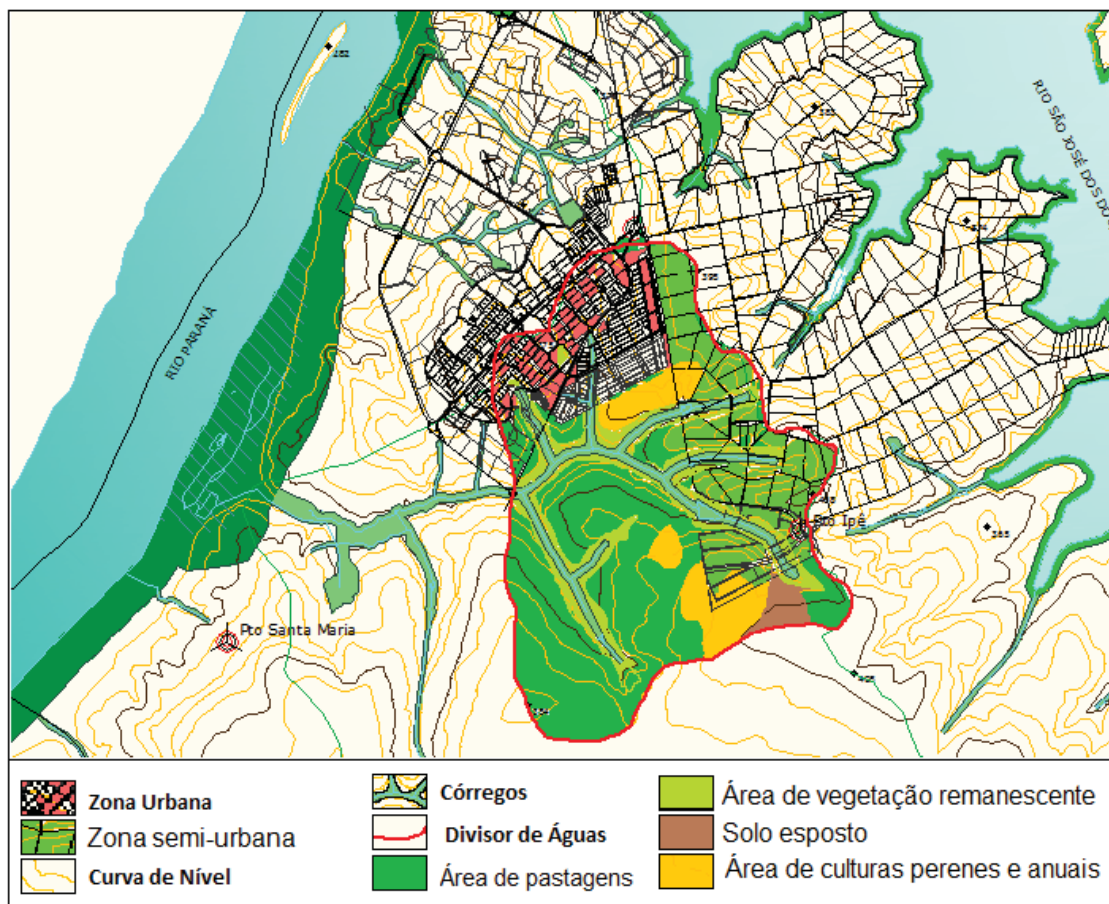 RIO PARANÁ
RIO SÃO JOSÉ DOS DO
Pto Ipê
Pto Santa Maria
Zona Urbana
Zona semi-urbana
Curva de Nível
Córregos
Divisor de Águas
Área de pastagens
Área de vegetação remanescente
Solo esposto
Área de culturas perenes e anuais